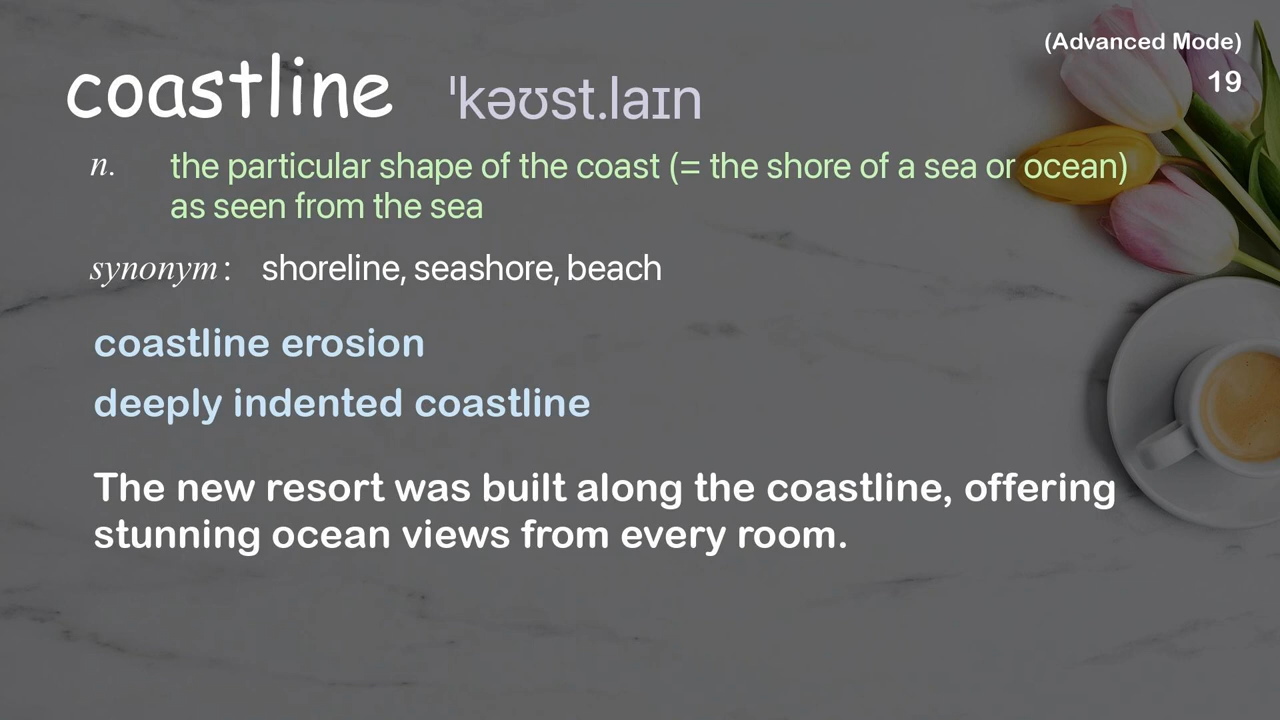 (Advanced Mode)
19
coastline ˈkəʊst.laɪn
n. the particular shape of the coast (= the shore of a sea or ocean)
as seen from the sea
synonym: shoreline, seashore, beach
coastline erosion
deeply indented coastline
The new resort was built along the coastline, offering
stunning ocean views from every room.